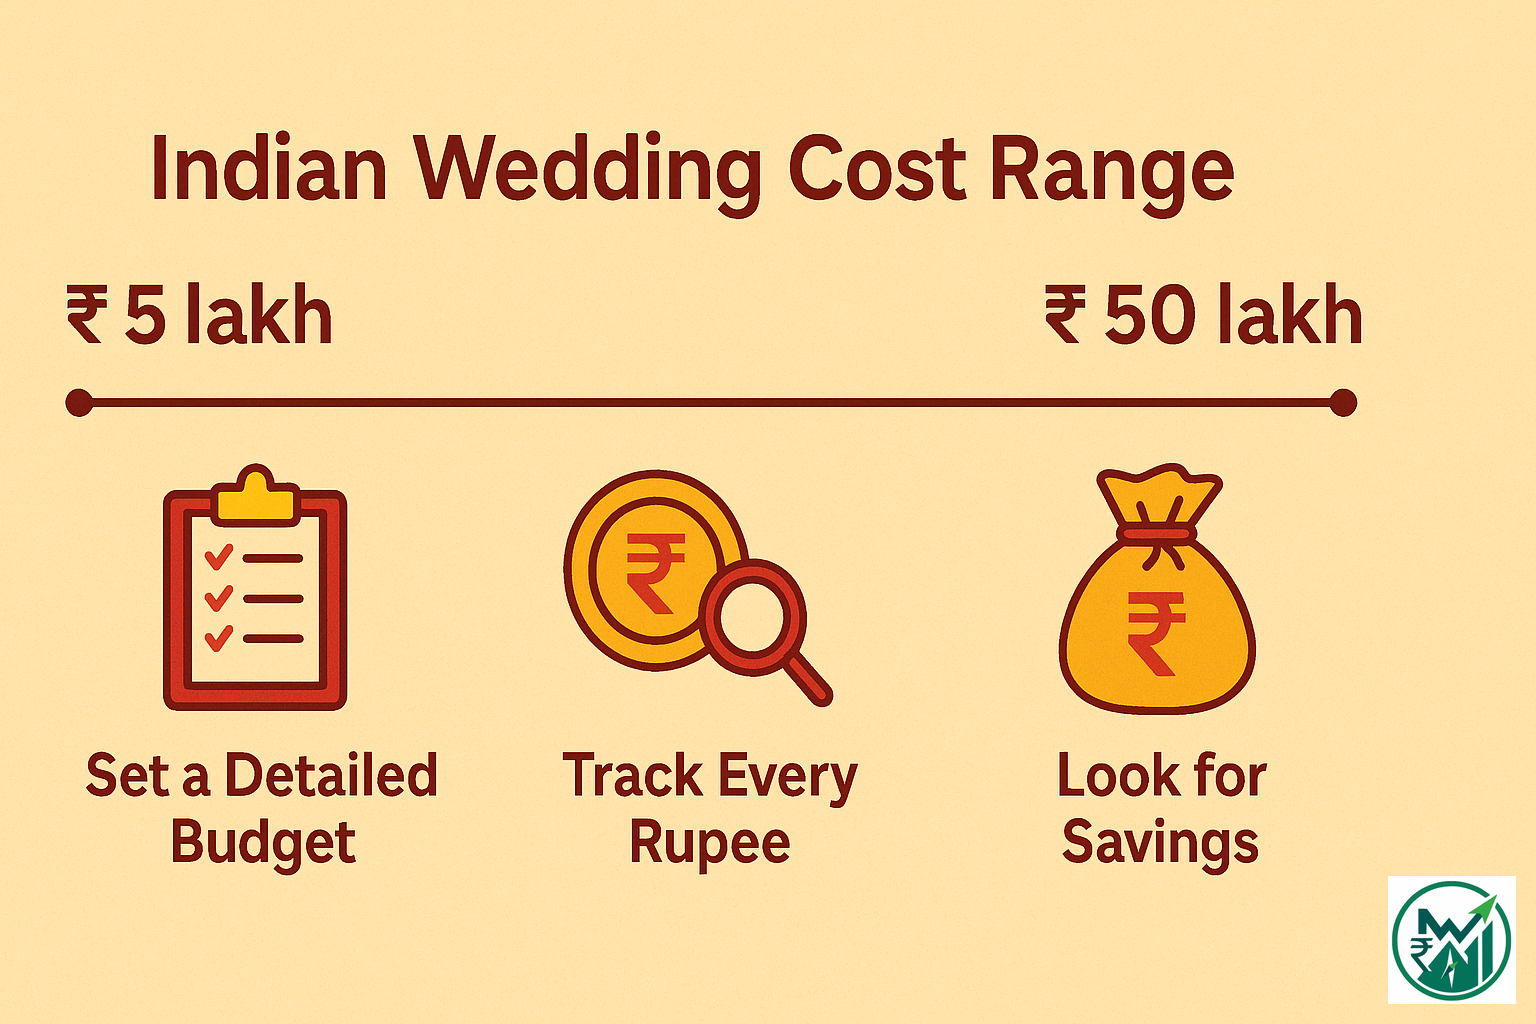 Indian Wedding Cost Range
₹ 5 lakh
₹ 50 lakh
₹
₹
Set a Detailed
Budget
Track Every
Rupee
Look for
Savings
₹